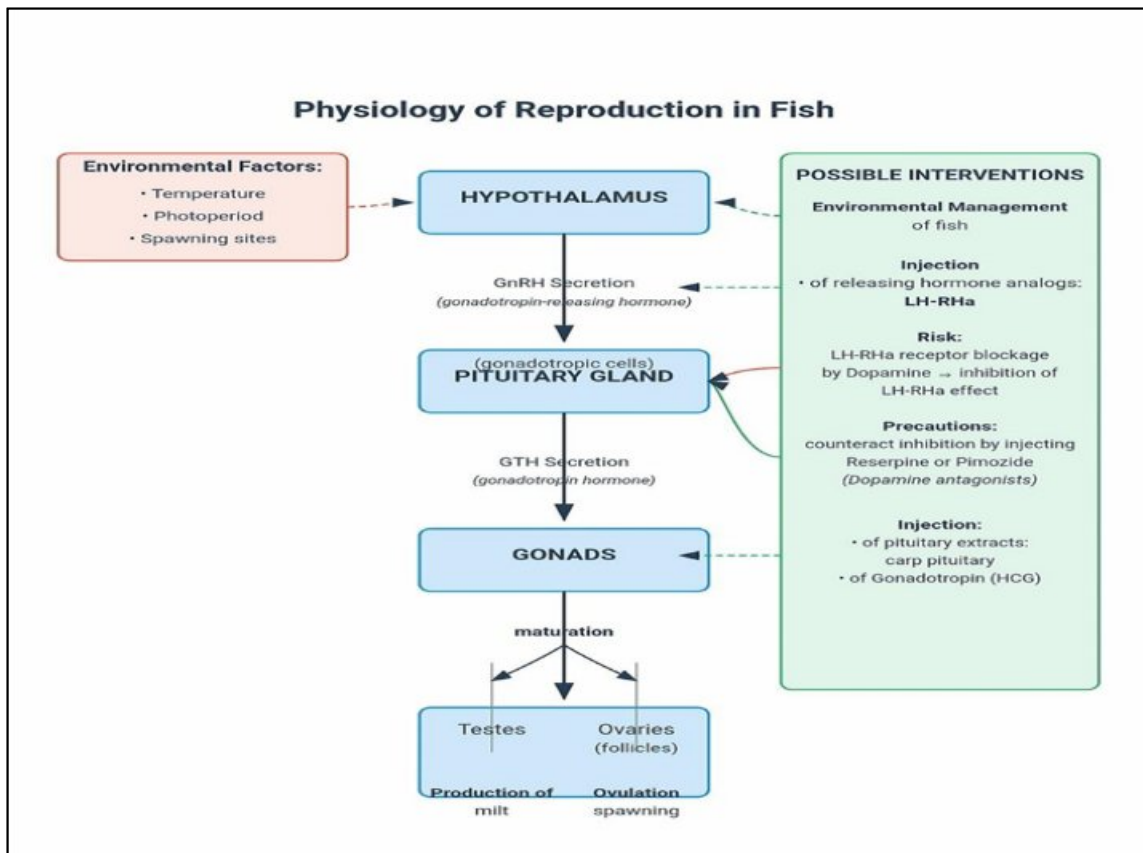 Physiology of Reproduction in Fish
Environmental Factors:
• Temperature
• Photoperiod
• Spawning sites
HYPOTHALAMUS
GnRH Secretion
(gonadotropin-releasing hormone)
(gonadotropic cells)
PITUITARY GLAND
GTH Secretion
(gonadotropin hormone)
GONADS
maturation
Testes
Ovaries
(follicles)
Production of
milt
Ovulation
spawning
POSSIBLE INTERVENTIONS
Environmental Management
of fish
Injection
• of releasing hormone analogs:
LH-RHa
Risk:
LH-RHa receptor blockage
by Dopamine → inhibition of
LH-RHa effect
Precautions:
counteract inhibition by injecting
Reserpine or Pimozide
(Dopamine antagonists)
Injection:
• of pituitary extracts:
carp pituitary
• of Gonadotropin (HCG)